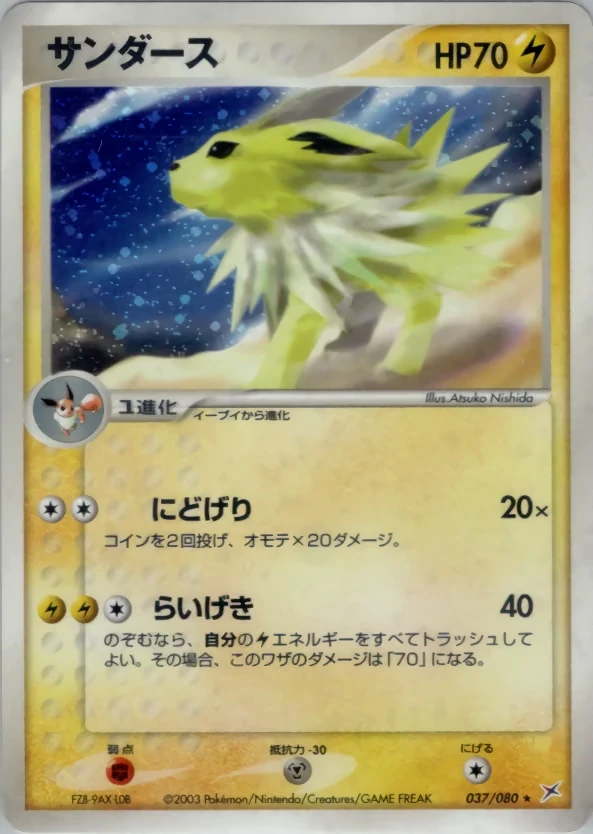 サンダース HP70
1進化
イーブイから進化
Illus. Atsuko Nishida
にどげり 20×
コインを2回投げ、オモテ×20ダメージ。
らいげき 40
のぞむなら、自分のエネルギーをすべてトラッシュして
よい。その場合、このワザのダメージは「70」になる。
弱点 抵抗力 -30 にげる
FZ8-9AX-L0B ©2003 Pokémon/Nintendo/Creatures/GAME FREAK 037/080 ★